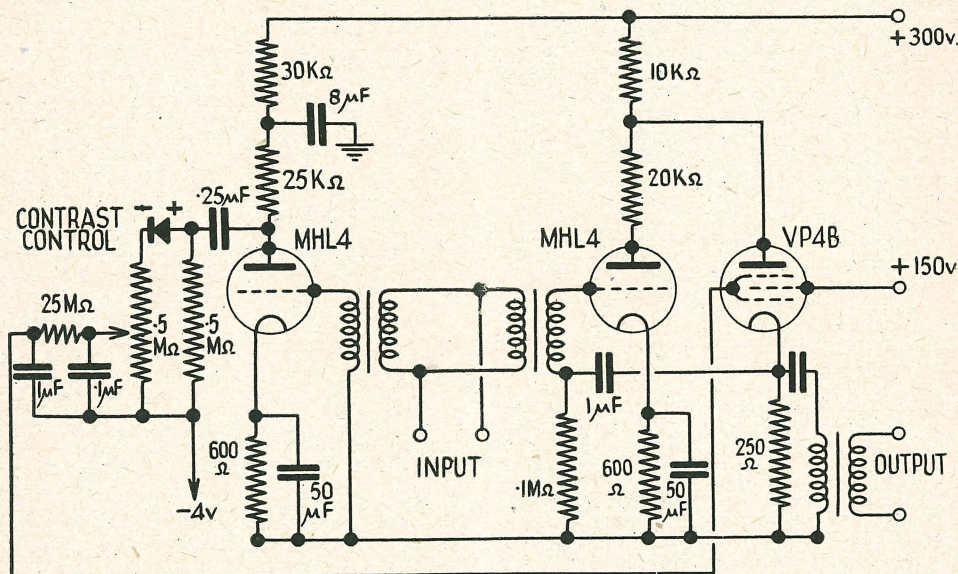 +300v.
30KΩ
10KΩ
8µF
25KΩ
20KΩ
·25µF
- +
CONTRAST
CONTROL
MHL4
MHL4
VP4B
+150v
25MΩ
·5
MΩ
·5
MΩ
1µF
·1µF
1µF
600
Ω
50
µF
INPUT
·1MΩ
600
Ω
50
µF
250
Ω
OUTPUT
-4v